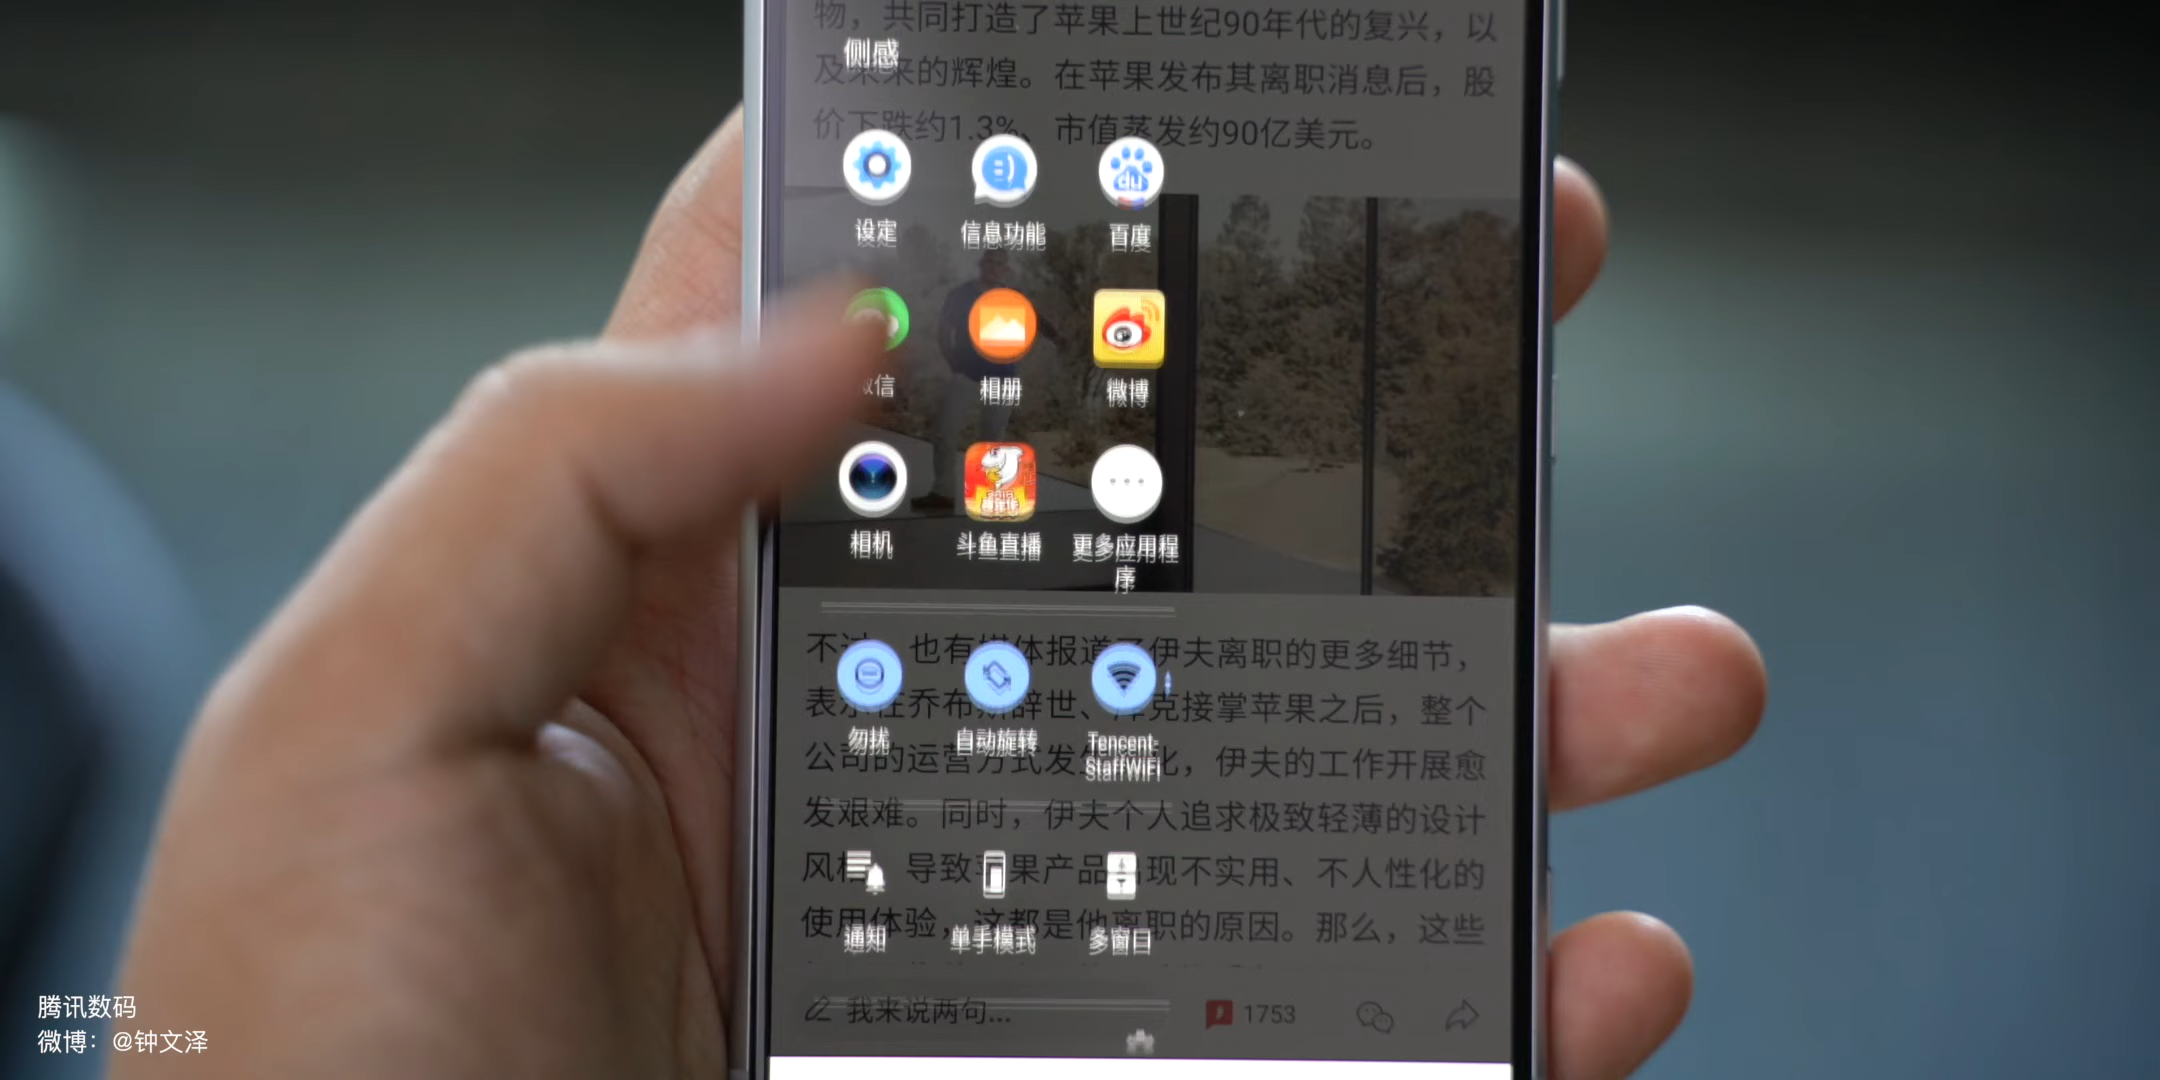 物，共同打造了苹果上世纪90年代的复兴，以
侧感
及未来的辉煌。在苹果发布其离职消息后，股
价下跌约1.3%、市值蒸发约90亿美元。
设定
信息功能
百度
du
信
相册
微博
相机
斗鱼直播
更多应用程
序
不过，也有媒体报道了伊夫离职的更多细节，
表示在乔布斯辞世、库克接掌苹果之后，整个
勿扰
自动旋转
Tencent-
StaffWiFi
公司的运营方式发生变化，伊夫的工作开展愈
发艰难。同时，伊夫个人追求极致轻薄的设计
风格，导致苹果产品出现不实用、不人性化的
使用体验，这都是他离职的原因。那么，这些
通知
单手模式
多窗口
我来说两句...
1753
腾讯数码
微博：@钟文泽